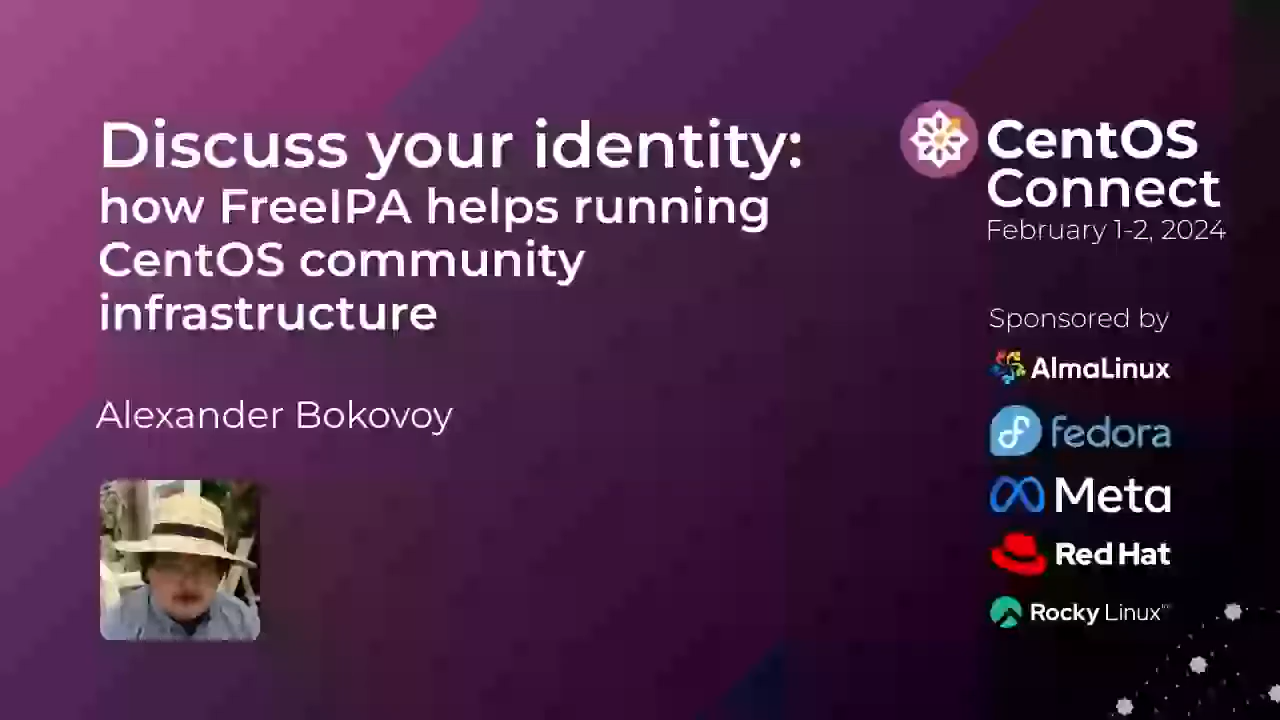 Discuss your identity:
how FreeIPA helps running
CentOS community
infrastructure
Alexander Bokovoy
CentOS
Connect
February 1-2, 2024
Sponsored by
AlmaLinux
fedora
Meta
Red Hat
Rocky Linux™